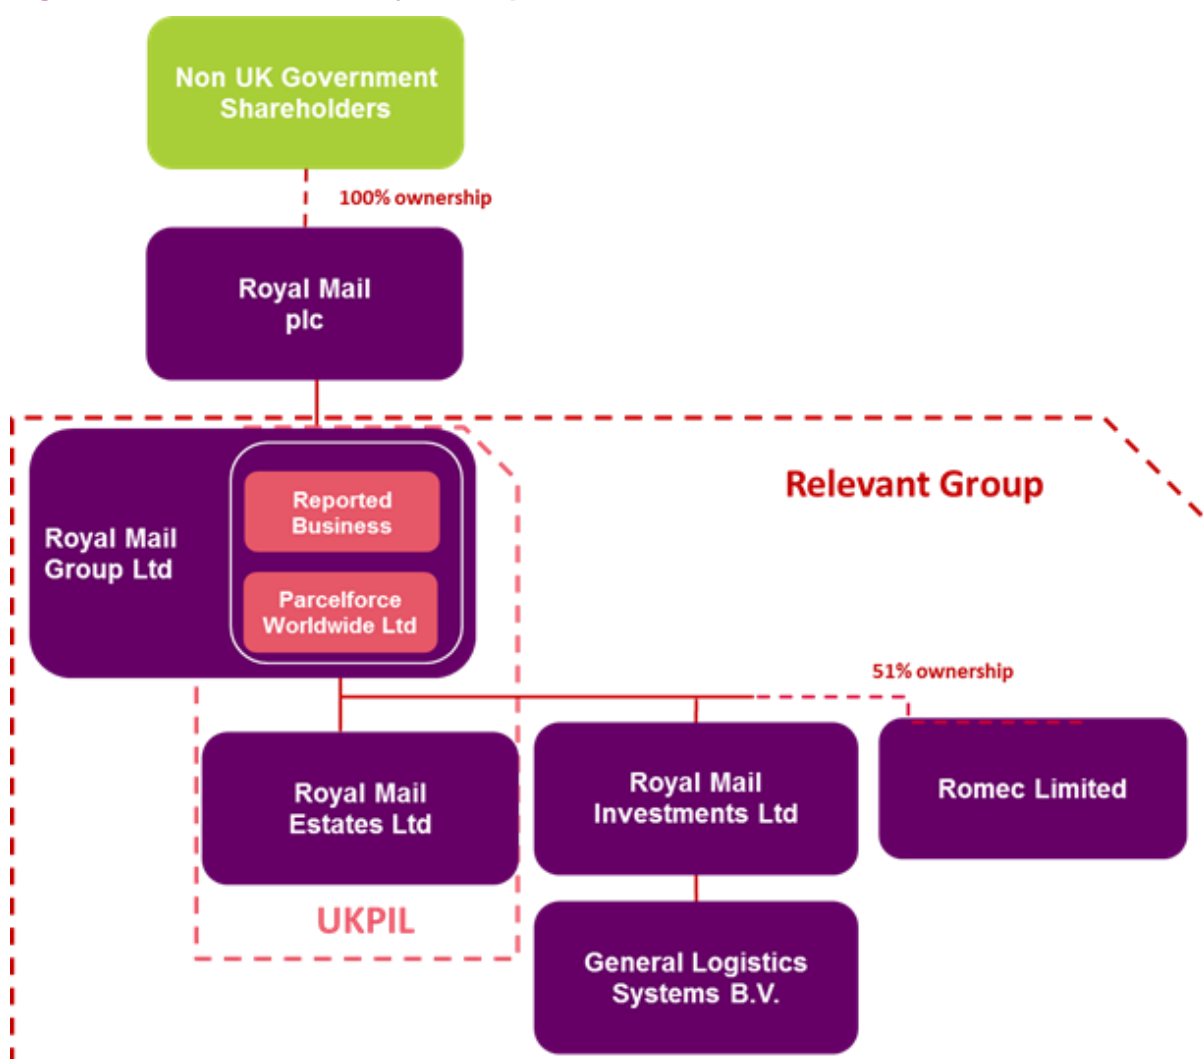 Non UK Government
Shareholders
100% ownership
Royal Mail
plc
Relevant Group
Reported
Business
Royal Mail
Group Ltd
Parcelforce
Worldwide Ltd
51% ownership
Royal Mail
Estates Ltd
Royal Mail
Investments Ltd
Romec Limited
UKPIL
General Logistics
Systems B.V.